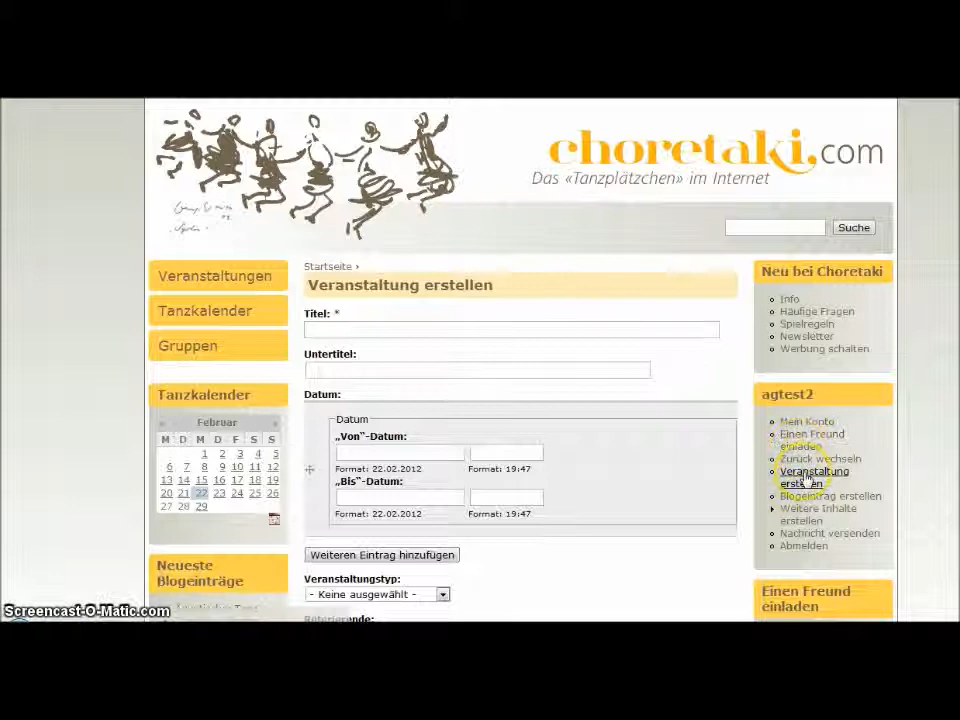 choretaki.com
Das «Tanzplätzchen» im Internet
Suche
Veranstaltungen
Tanzkalender
Gruppen
Tanzkalender
« Februar »
M D M D F S S
1 2 3 4 5
6 7 8 9 10 11 12
13 14 15 16 17 18 19
20 21 22 23 24 25 26
27 28 29
Neueste
Blogeinträge
Startseite ›
Veranstaltung erstellen
Titel: *
Untertitel:
Datum:
Datum
„Von“-Datum:
Format: 22.02.2012 Format: 19:47
„Bis“-Datum:
Format: 22.02.2012 Format: 19:47
Weiteren Eintrag hinzufügen
Veranstaltungstyp:
- Keine ausgewählt -
Neu bei Choretaki
Info
Häufige Fragen
Spielregeln
Newsletter
Werbung schalten
agtest2
Mein Konto
Einen Freund
einladen
Zurück wechseln
Veranstaltung
erstellen
Blogeintrag erstellen
Weitere Inhalte
erstellen
Nachricht versenden
Abmelden
Einen Freund
einladen
Screencast-O-Matic.com